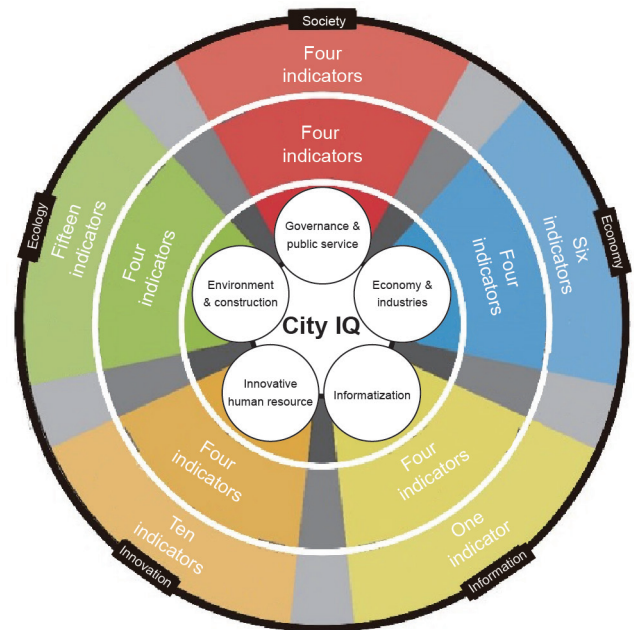 Society
Four
indicators
Four
indicators
Governance &
public service
Ecology
Fifteen
indicators
Four
indicators
Environment
& construction
Economy
& industries
Four
indicators
Six
indicators
Economy
City IQ
Innovative
human resource
Informatization
Four
indicators
Four
indicators
Ten
indicators
One
indicator
Innovation
Information